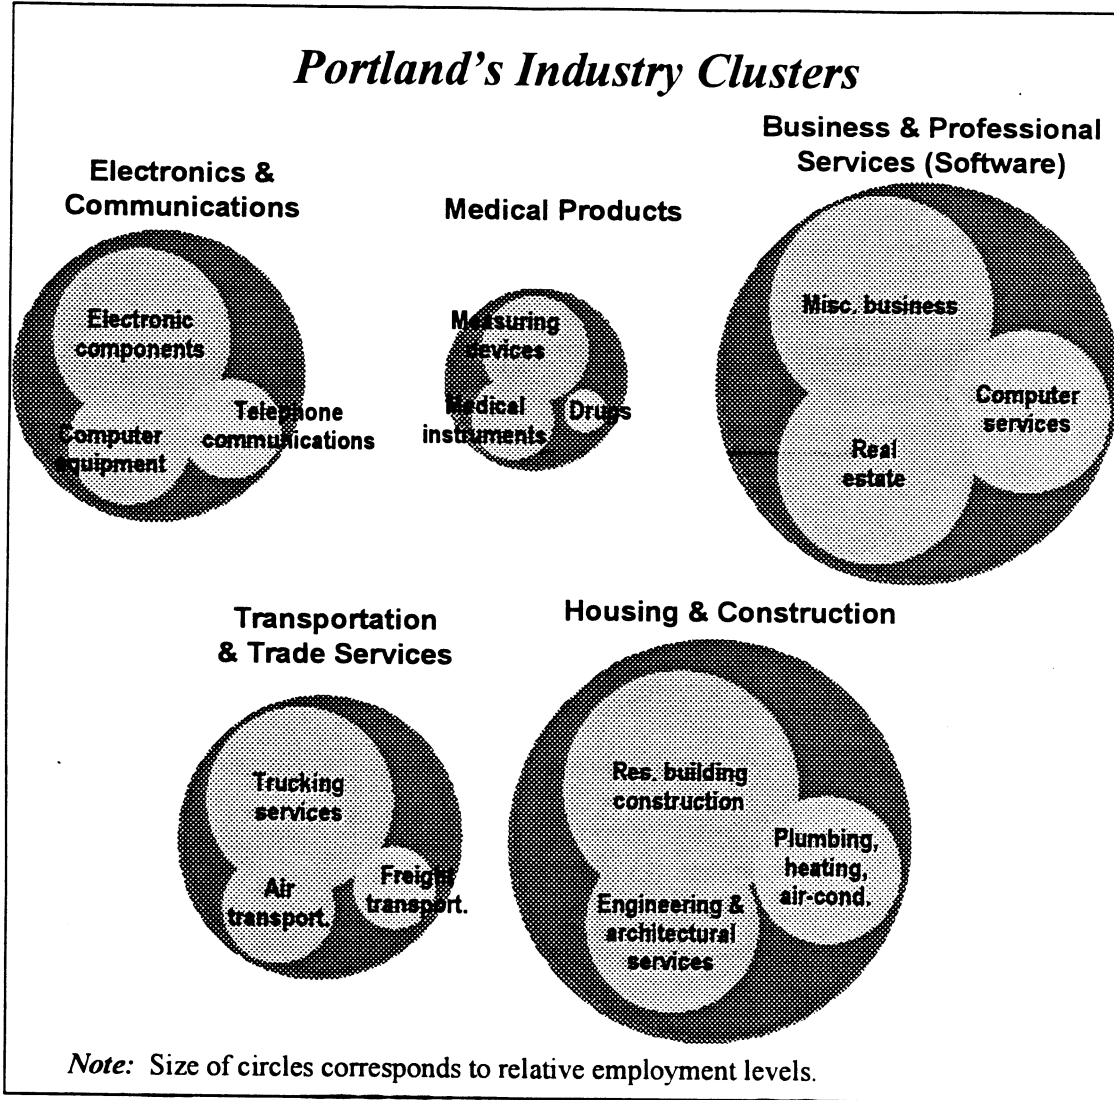 Portland's Industry Clusters
Electronics &
Communications
Electronic
components
Computer
equipment
Telephone
communications
Medical Products
Measuring
devices
Medical
instruments
Drugs
Business & Professional
Services (Software)
Misc. business
Computer
services
Real
estate
Transportation
& Trade Services
Trucking
services
Air
transport.
Freight
transport.
Housing & Construction
Res. building
construction
Plumbing,
heating,
air-cond.
Engineering &
architectural
services
Note: Size of circles corresponds to relative employment levels.